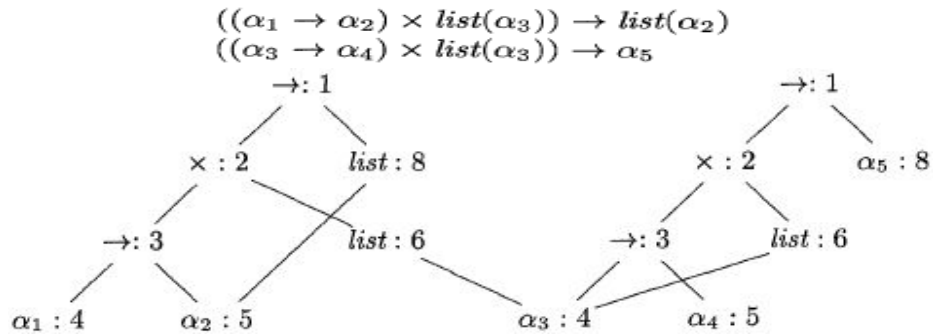 ((α₁ → α₂) × list(α₃)) → list(α₂)
((α₃ → α₄) × list(α₃)) → α₅
→: 1 →: 1
× : 2 list : 8 × : 2 α₅ : 8
→: 3 list : 6 →: 3 list : 6
α₁ : 4 α₂ : 5 α₃ : 4 α₄ : 5